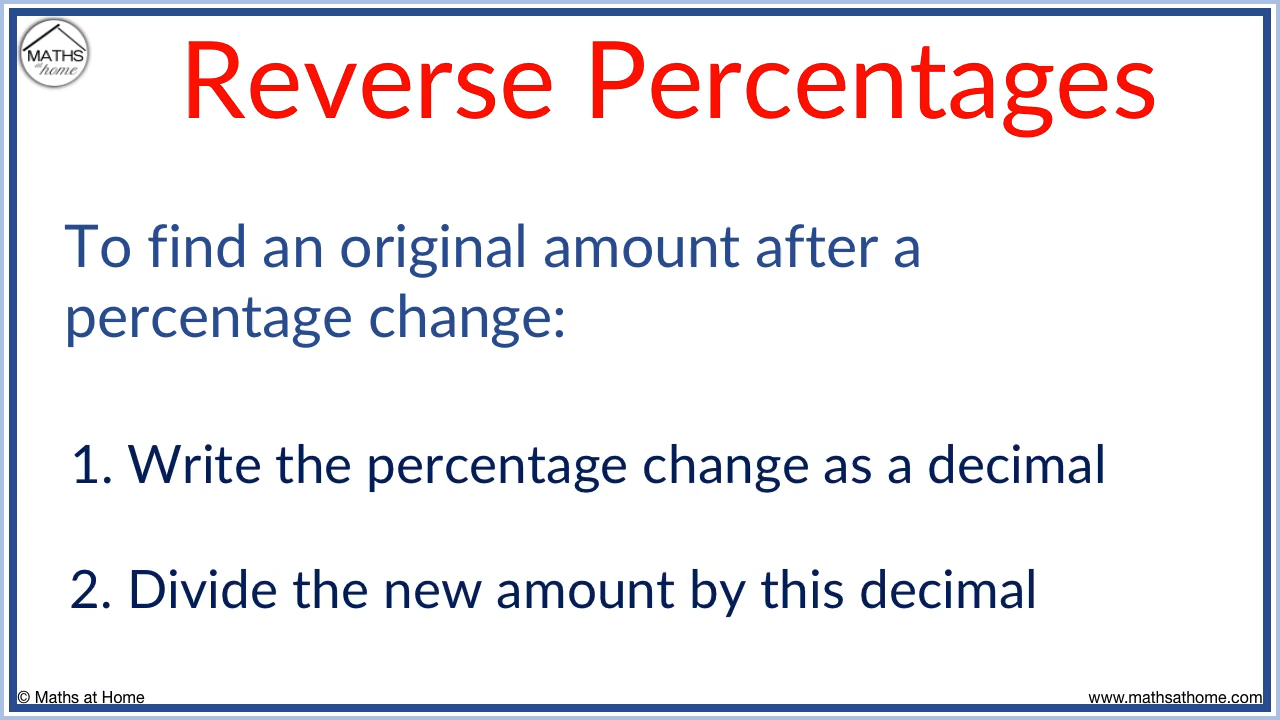 MATHS
at
home
Reverse Percentages
To find an original amount after a
percentage change:
1. Write the percentage change as a decimal
2. Divide the new amount by this decimal
© Maths at Home
www.mathsathome.com